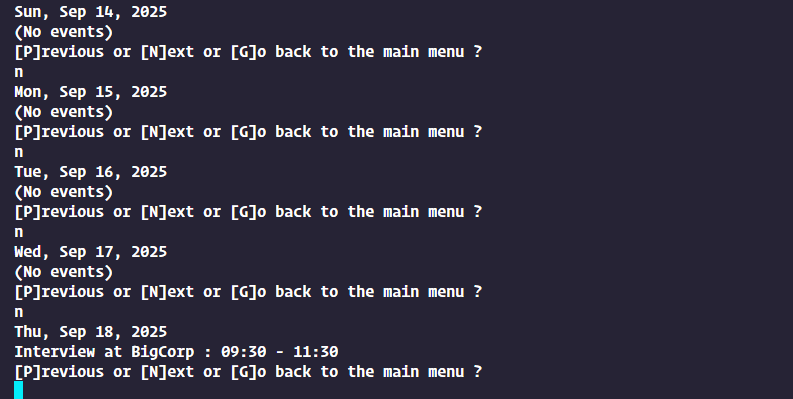 Sun, Sep 14, 2025
(No events)
[P]revious or [N]ext or [G]o back to the main menu ?
n
Mon, Sep 15, 2025
(No events)
[P]revious or [N]ext or [G]o back to the main menu ?
n
Tue, Sep 16, 2025
(No events)
[P]revious or [N]ext or [G]o back to the main menu ?
n
Wed, Sep 17, 2025
(No events)
[P]revious or [N]ext or [G]o back to the main menu ?
n
Thu, Sep 18, 2025
Interview at BigCorp : 09:30 - 11:30
[P]revious or [N]ext or [G]o back to the main menu ?